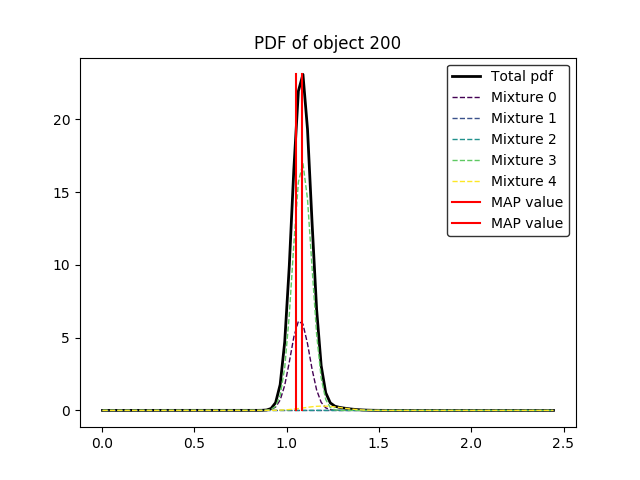 PDF of object 200
Total pdf
Mixture 0
Mixture 1
Mixture 2
Mixture 3
Mixture 4
MAP value
MAP value
20
15
10
5
0
0.0 0.5 1.0 1.5 2.0 2.5